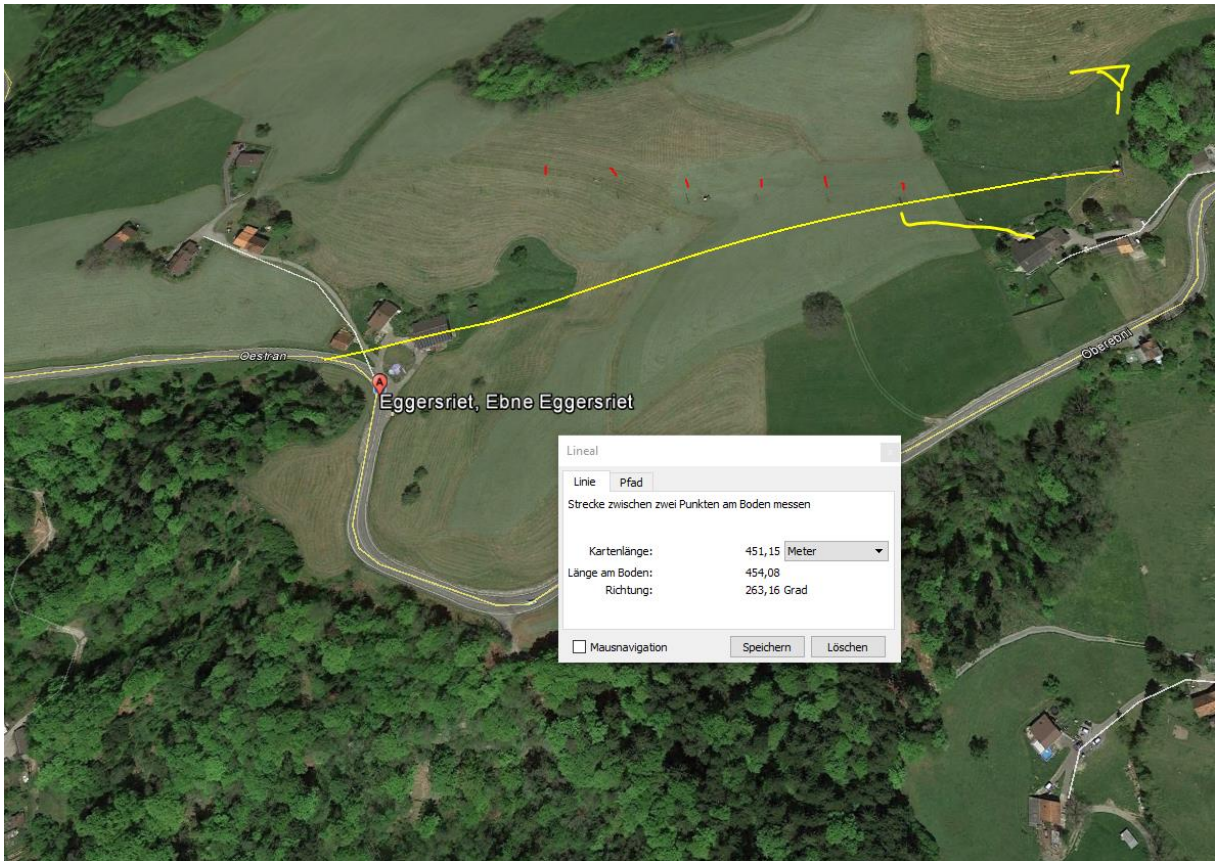 Oestran
Eggersriet, Ebne Eggersriet
A
Oberebni
Lineal
x
Linie Pfad
Strecke zwischen zwei Punkten am Boden messen
Kartenlänge: 451,15 Meter
Länge am Boden: 454,08
Richtung: 263,16 Grad
Mausnavigation Speichern Löschen